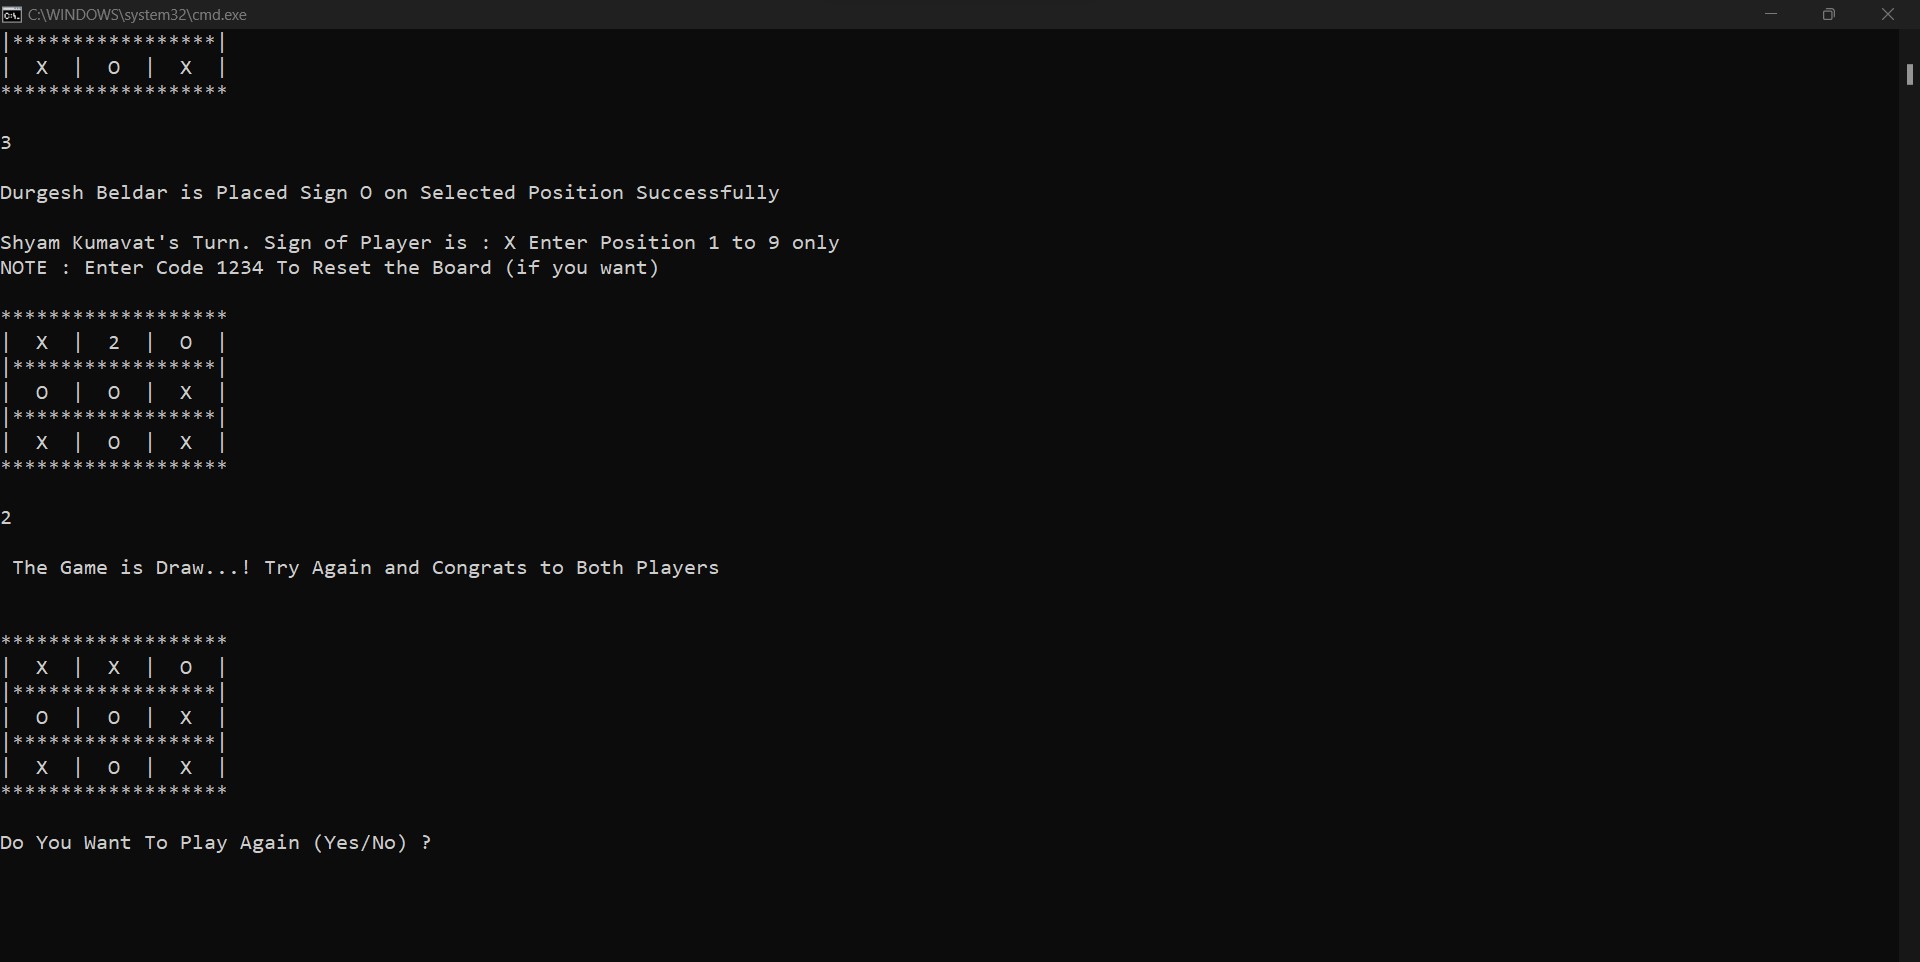 C:\WINDOWS\system32\cmd.exe
|*****************|
|  X  |  O  |  X  |
*******************
3
Durgesh Beldar is Placed Sign O on Selected Position Successfully
Shyam Kumavat's Turn. Sign of Player is : X Enter Position 1 to 9 only
NOTE : Enter Code 1234 To Reset the Board (if you want)
*******************
|  X  |  2  |  O  |
|*****************|
|  O  |  O  |  X  |
|*****************|
|  X  |  O  |  X  |
*******************
2
The Game is Draw...! Try Again and Congrats to Both Players
*******************
|  X  |  X  |  O  |
|*****************|
|  O  |  O  |  X  |
|*****************|
|  X  |  O  |  X  |
*******************
Do You Want To Play Again (Yes/No) ?